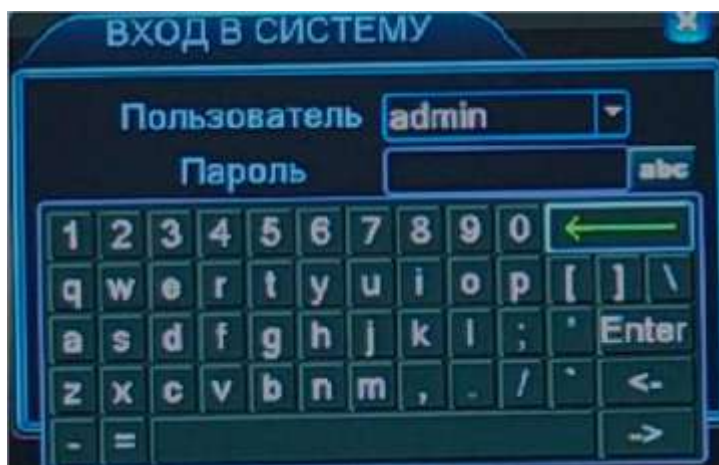 ВХОД В СИСТЕМУ
Пользователь admin
Пароль abc
1 2 3 4 5 6 7 8 9 0
q w e r t y u i o p [ ] \
a s d f g h j k l ; ' Enter
z x c v b n m , . / ` <-
- = ->